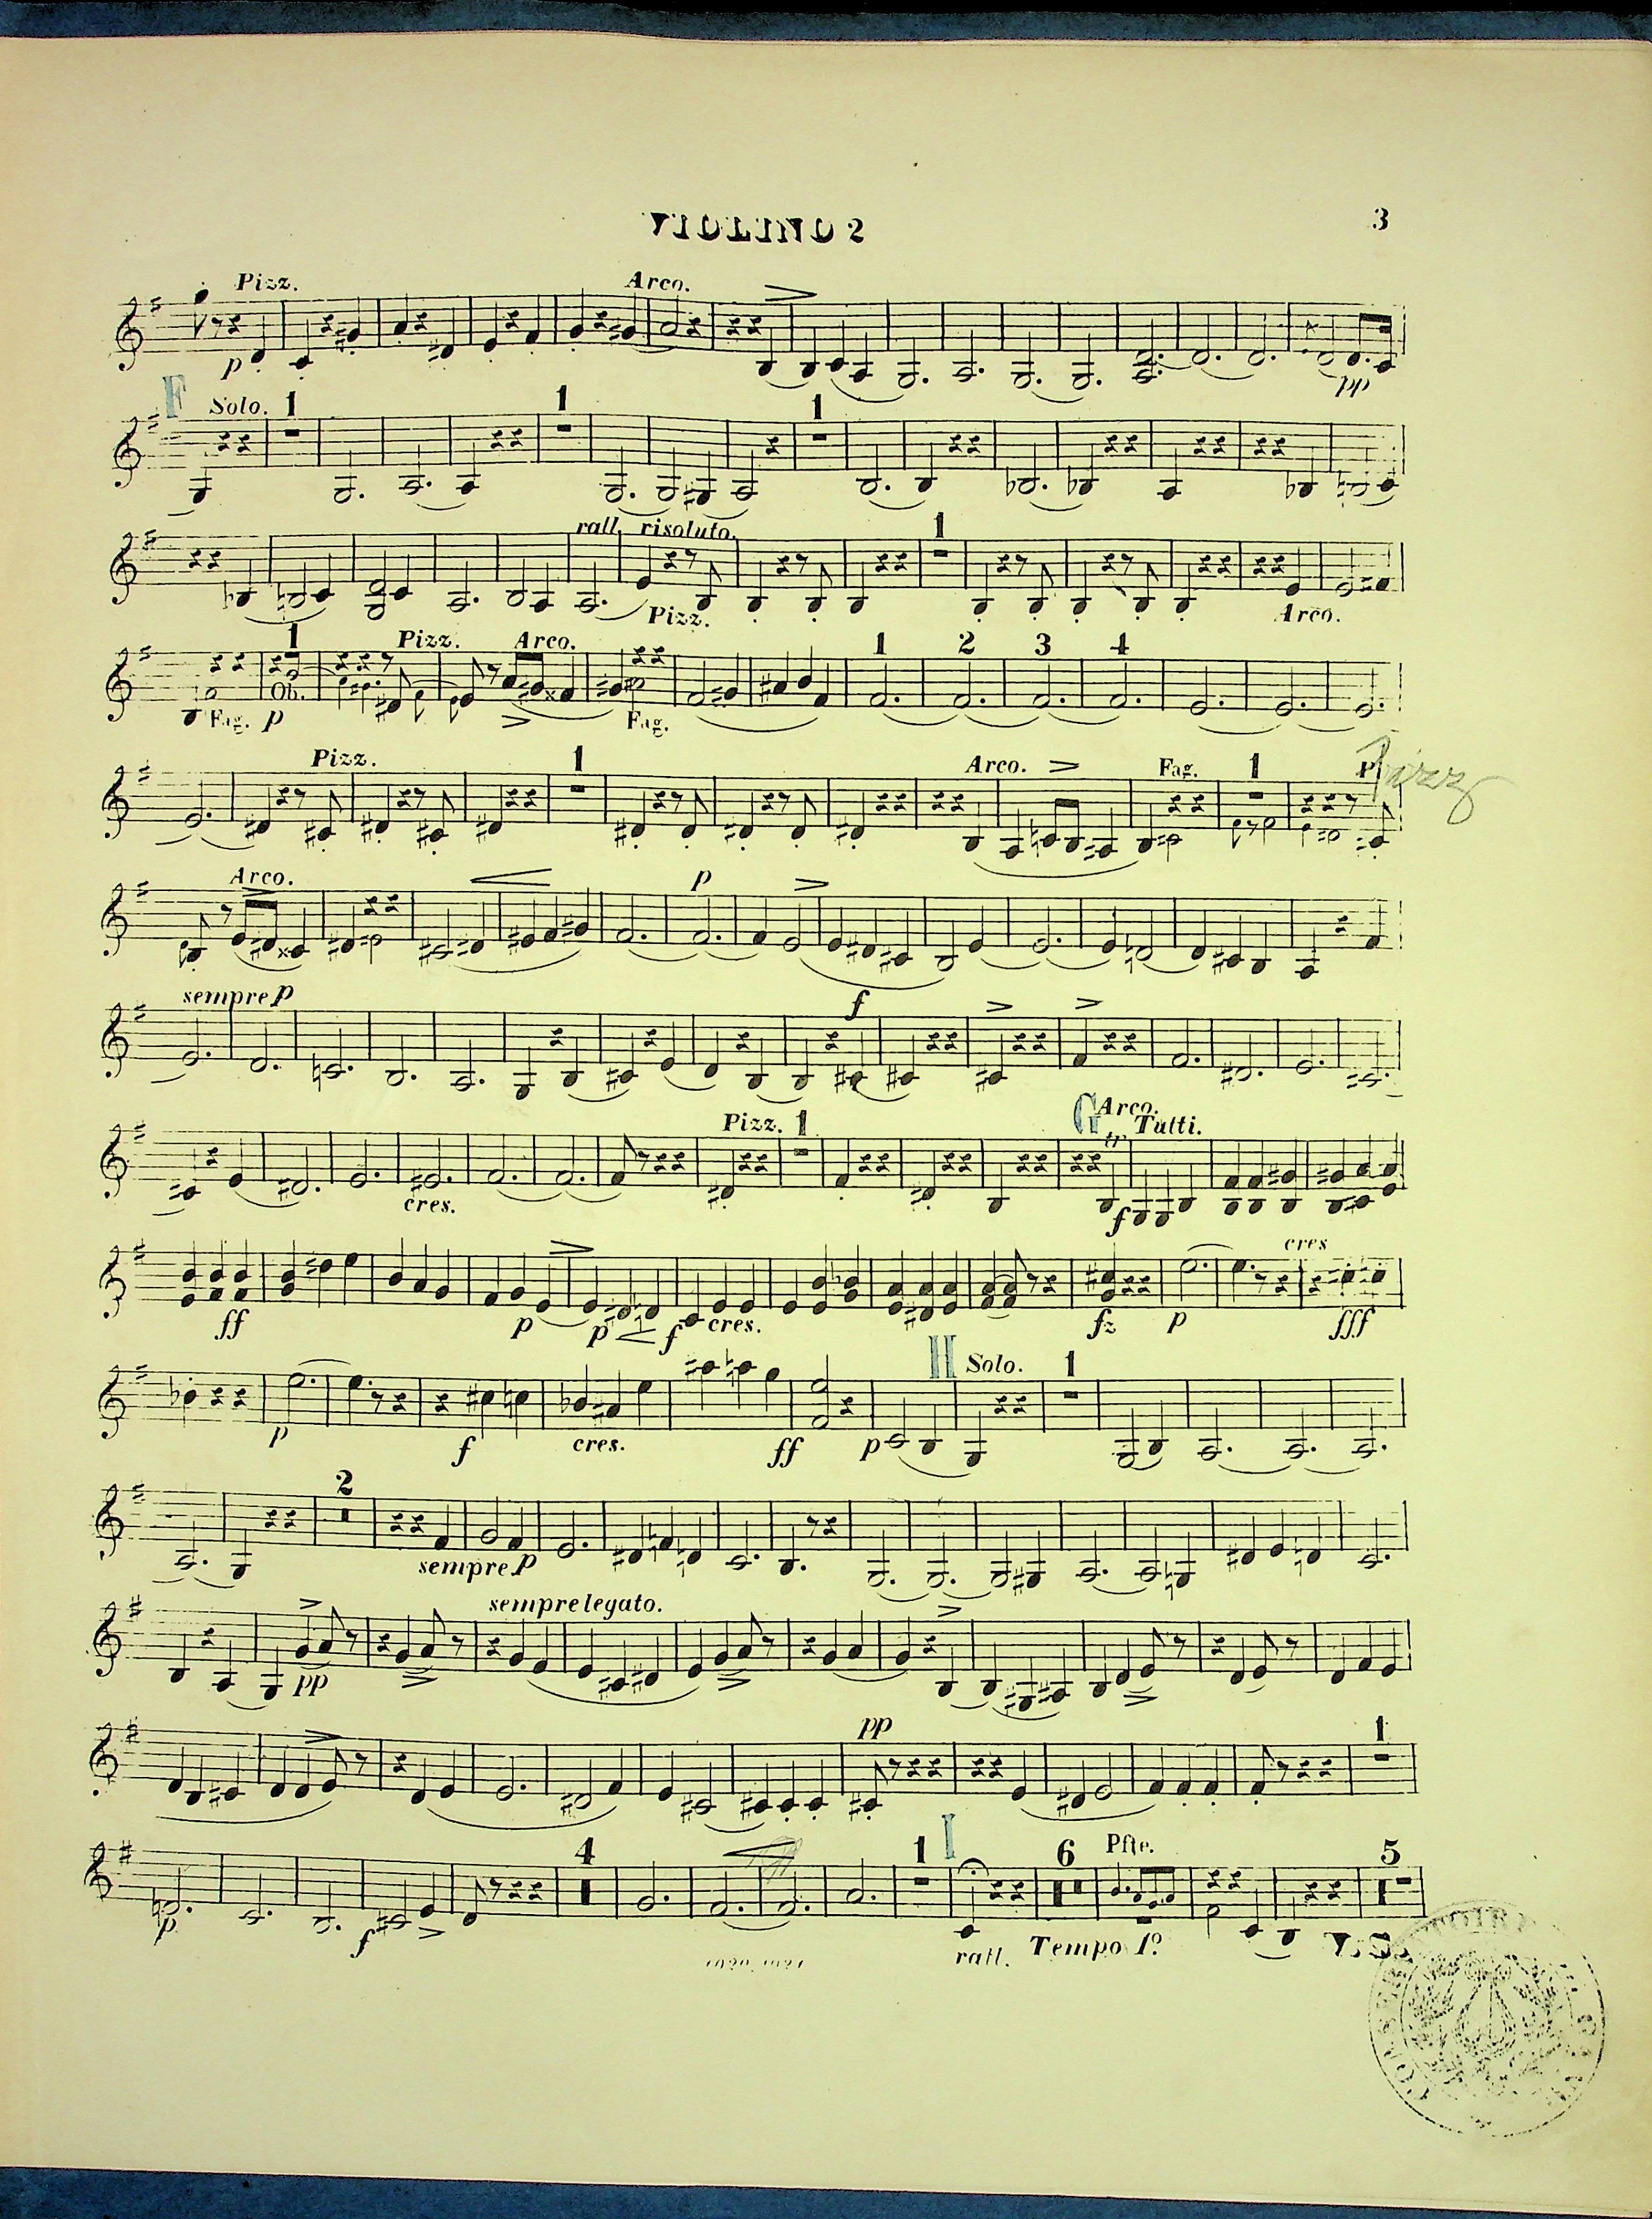 VIOLINO 2
3
Pizz. Arco.
p pp
F Solo. 1 1 1
rall. risoluto. 1
Pizz. Arco.
1 Pizz. Arco. 1 2 3 4
Ob.
Fag. p Fag.
Pizz. 1 Arco. Fag. 1 Pizz
Arco. p
sempre p f
Pizz. 1 G Arco. Tutti.
tr
cres. f
cres
ff p p f cres. fz p fff
H Solo. 1
p f cres. ff p
2
sempre p
sempre legato.
pp
pp 1
4 1 I 6 Pfte. 5
p f rall. Tempo 1º V. S.